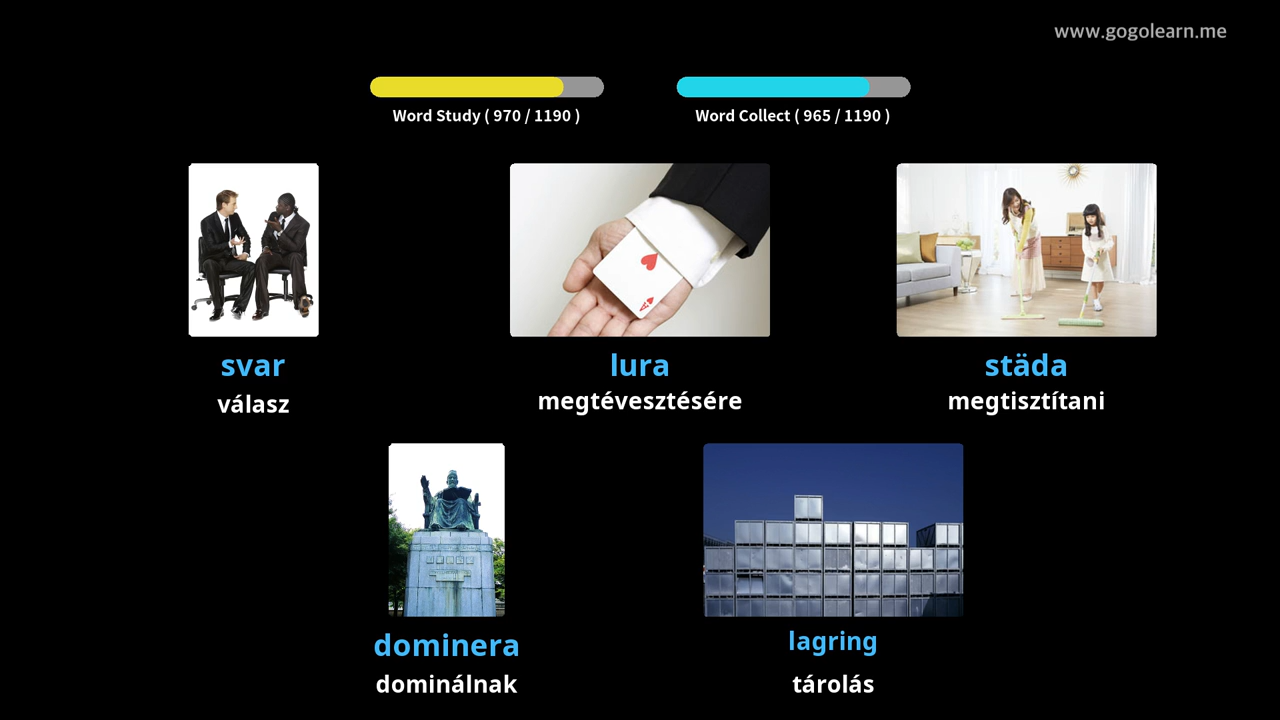 www.gogolearn.me
Word Study ( 970 / 1190 )
Word Collect ( 965 / 1190 )
svar
válasz
lura
megtévesztésére
städa
megtisztítani
dominera
dominálnak
lagring
tárolás